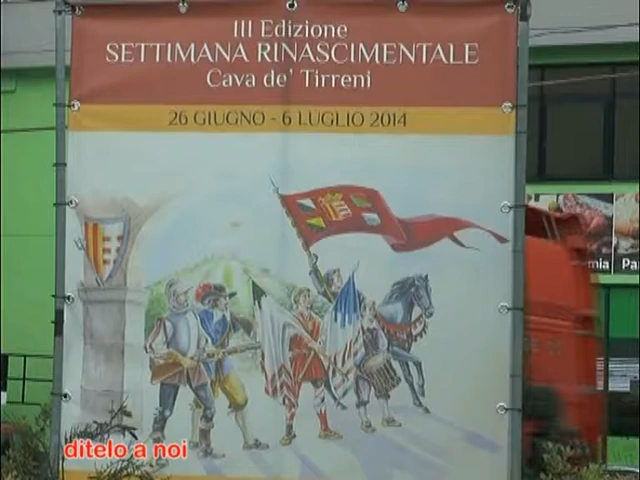 III Edizione
SETTIMANA RINASCIMENTALE
Cava de' Tirreni
26 GIUGNO - 6 LUGLIO 2014
ditelo a noi